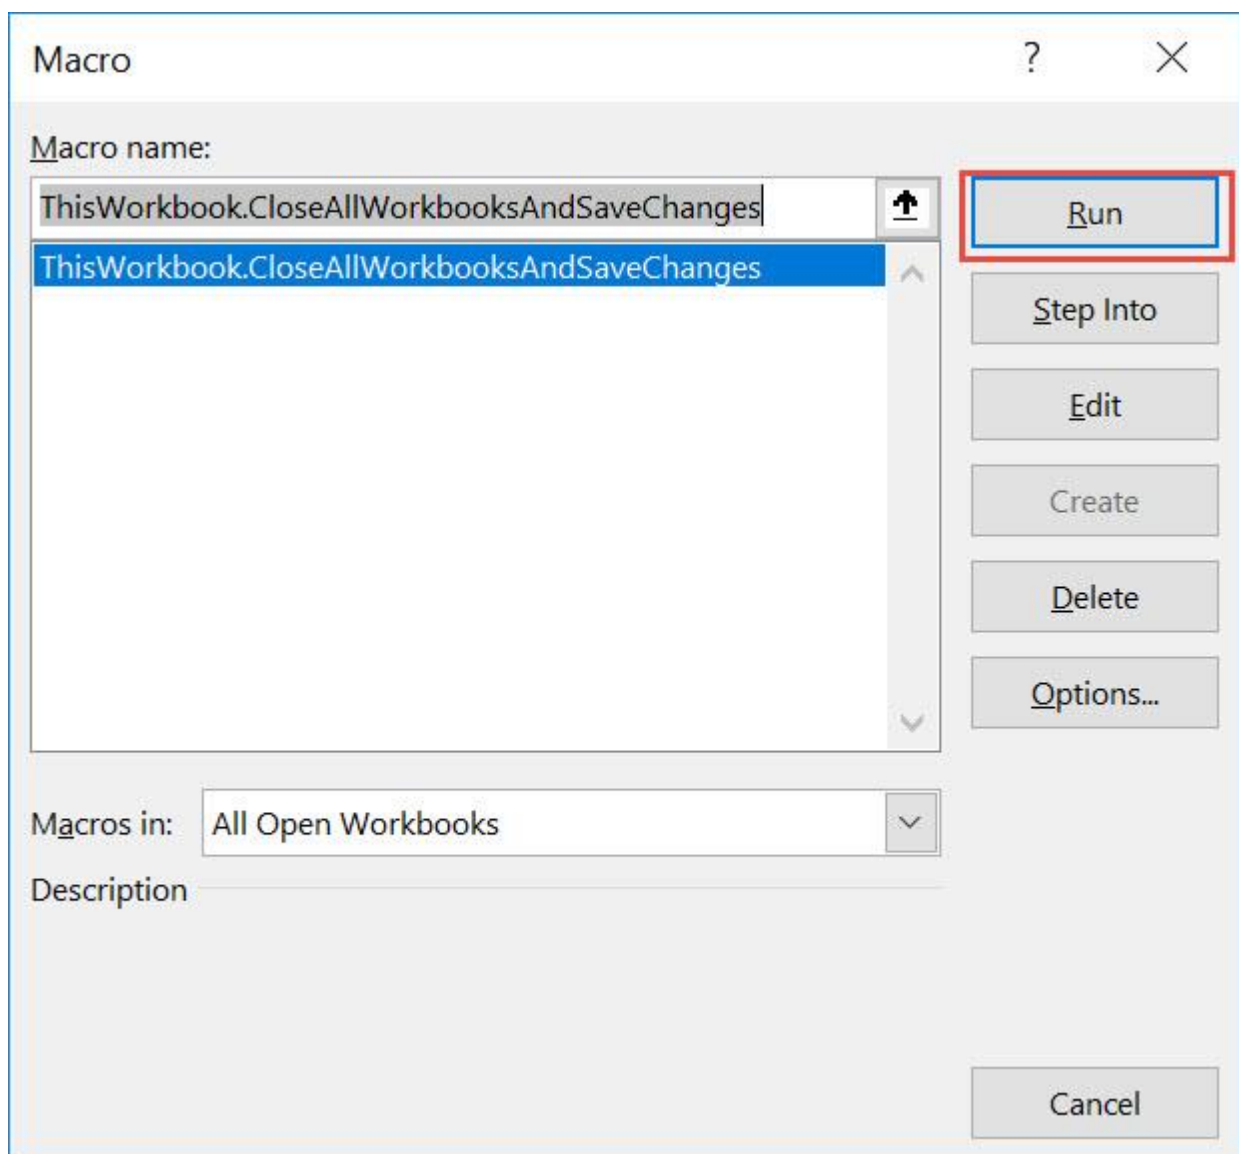 Macro
?
Macro name:
ThisWorkbook.CloseAllWorkbooksAndSaveChanges
ThisWorkbook.CloseAllWorkbooksAndSaveChanges
Run
Step Into
Edit
Create
Delete
Options...
Macros in:
All Open Workbooks
Description
Cancel